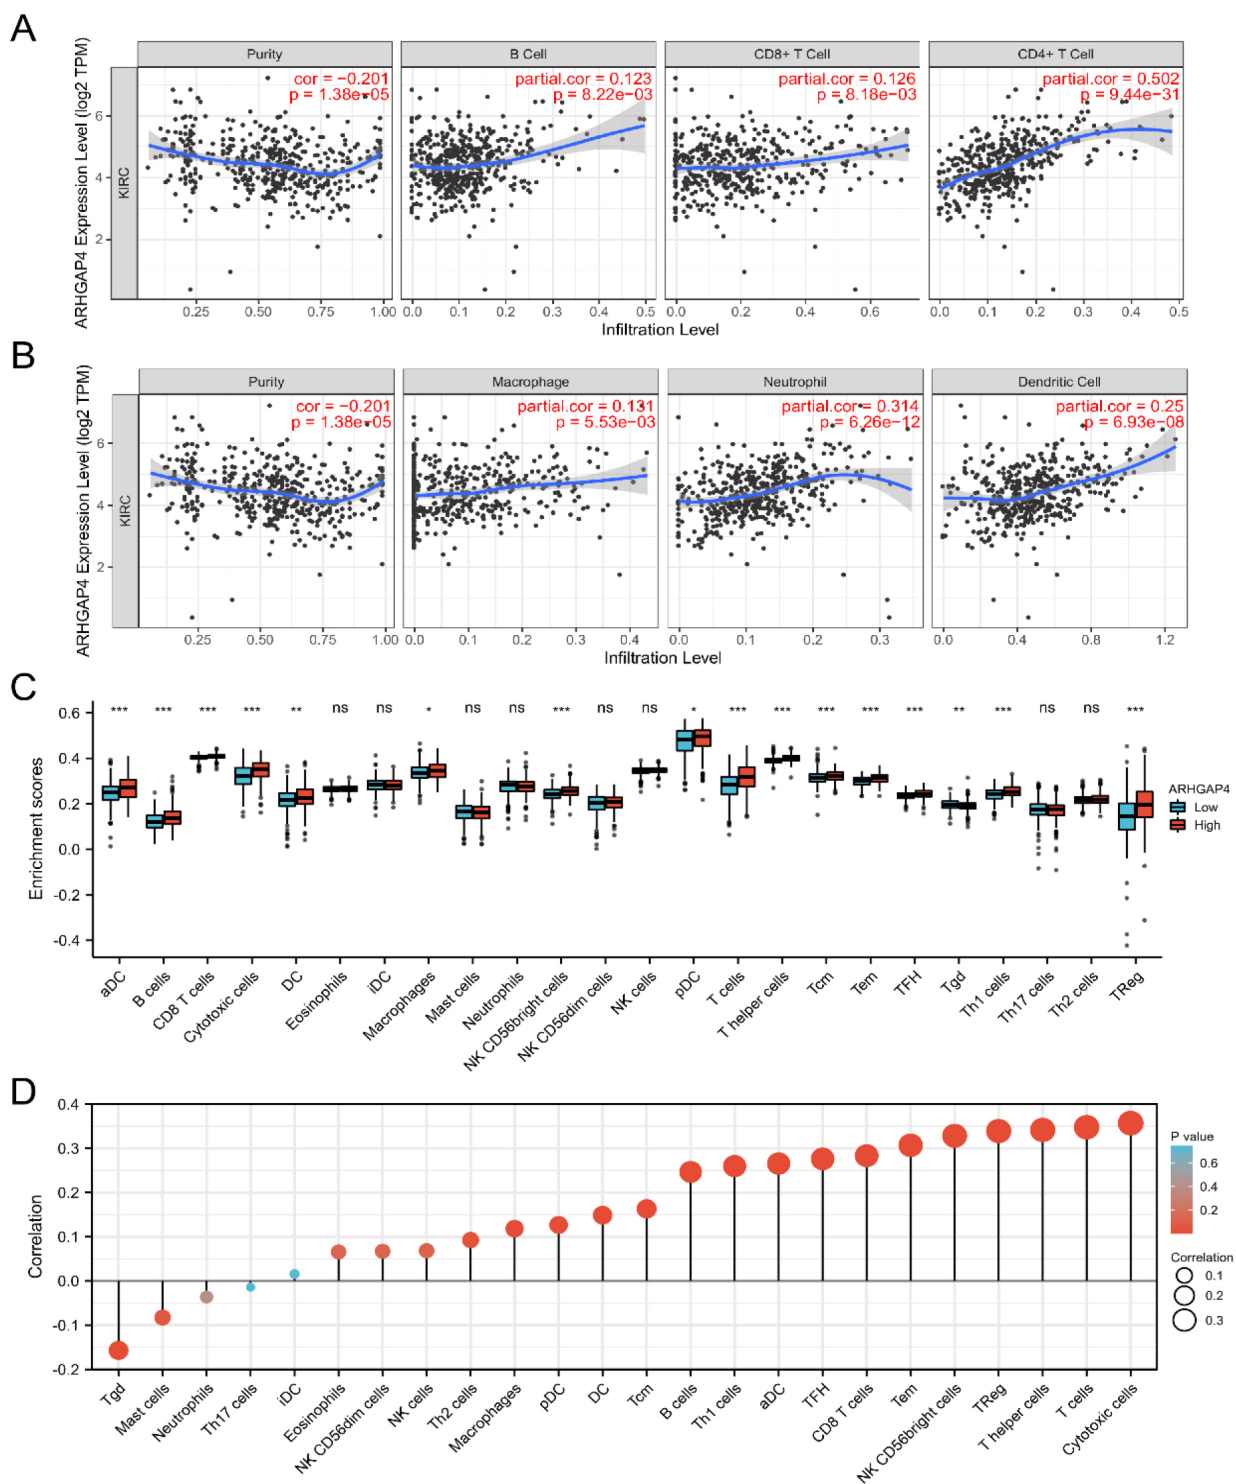 A
Purity
B Cell
CD8+ T Cell
CD4+ T Cell
cor = −0.201
p = 1.38e−05
partial.cor = 0.123
p = 8.22e−03
partial.cor = 0.126
p = 8.18e−03
partial.cor = 0.502
p = 9.44e−31
ARHGAP4 Expression Level (log2 TPM)
KIRC
6
4
2
0.25 0.50 0.75 1.00
0.0 0.1 0.2 0.3 0.4 0.5
0.0 0.2 0.4 0.6
0.0 0.1 0.2 0.3 0.4 0.5
Infiltration Level
B
Purity
Macrophage
Neutrophil
Dendritic Cell
cor = −0.201
p = 1.38e−05
partial.cor = 0.131
p = 5.53e−03
partial.cor = 0.314
p = 6.26e−12
partial.cor = 0.25
p = 6.93e−08
ARHGAP4 Expression Level (log2 TPM)
KIRC
6
4
2
0.25 0.50 0.75 1.00
0.0 0.1 0.2 0.3 0.4
0.0 0.1 0.2 0.3
0.0 0.4 0.8 1.2
Infiltration Level
C
*** *** *** *** ** ns ns * ns ns *** ns ns * *** *** *** *** *** ** *** ns ns ***
Enrichment scores
0.6
0.4
0.2
0.0
-0.2
-0.4
aDC
B cells
CD8 T cells
Cytotoxic cells
DC
Eosinophils
iDC
Macrophages
Mast cells
Neutrophils
NK CD56bright cells
NK CD56dim cells
NK cells
pDC
T cells
T helper cells
Tcm
Tem
TFH
Tgd
Th1 cells
Th17 cells
Th2 cells
TReg
ARHGAP4
Low
High
D
Correlation
0.4
0.3
0.2
0.1
0.0
-0.1
-0.2
Tgd
Mast cells
Neutrophils
Th17 cells
iDC
Eosinophils
NK CD56dim cells
NK cells
Th2 cells
Macrophages
pDC
DC
Tcm
B cells
Th1 cells
aDC
TFH
CD8 T cells
Tem
NK CD56bright cells
TReg
T helper cells
T cells
Cytotoxic cells
P value
0.6
0.4
0.2
Correlation
0.1
0.2
0.3